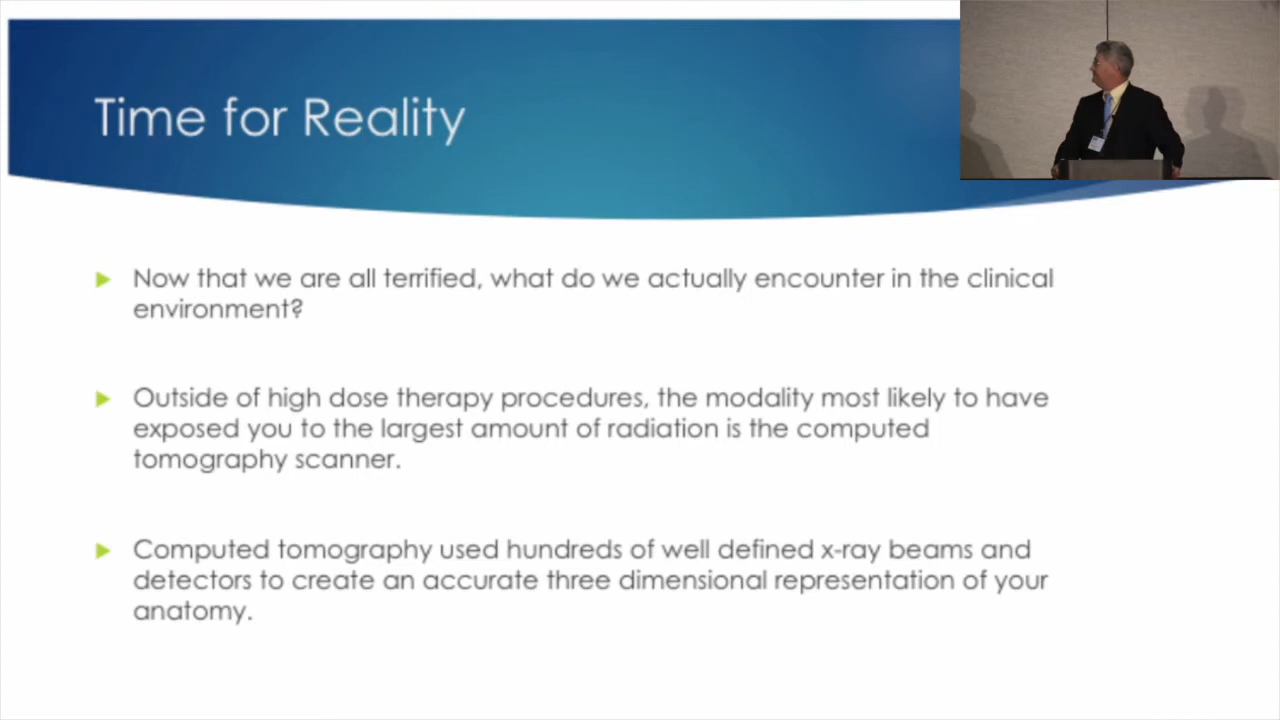 Time for Reality
Now that we are all terrified, what do we actually encounter in the clinical
environment?
Outside of high dose therapy procedures, the modality most likely to have
exposed you to the largest amount of radiation is the computed
tomography scanner.
Computed tomography used hundreds of well defined x-ray beams and
detectors to create an accurate three dimensional representation of your
anatomy.